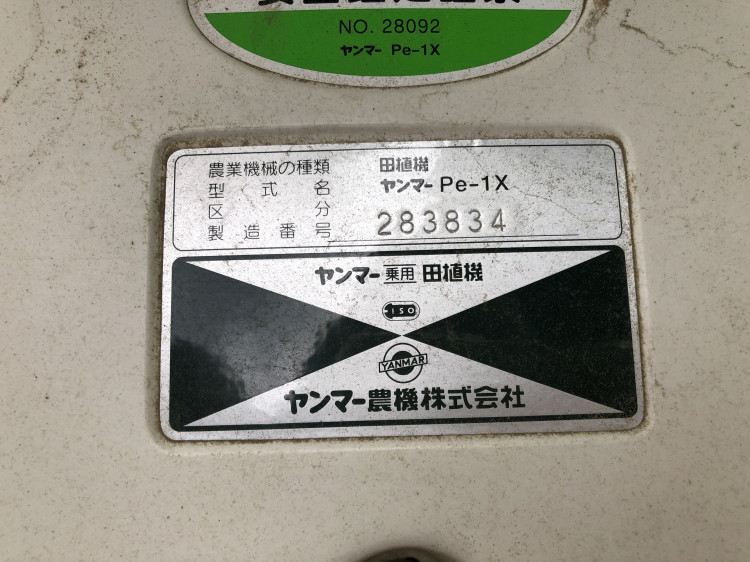 NO. 28092
ヤンマー Pe-1X
農業機械の種類 田植機
型式名 ヤンマー Pe-1X
区分
製造番号 283834
ヤンマー 乗用 田植機
ISO
YANMAR
ヤンマー農機株式会社